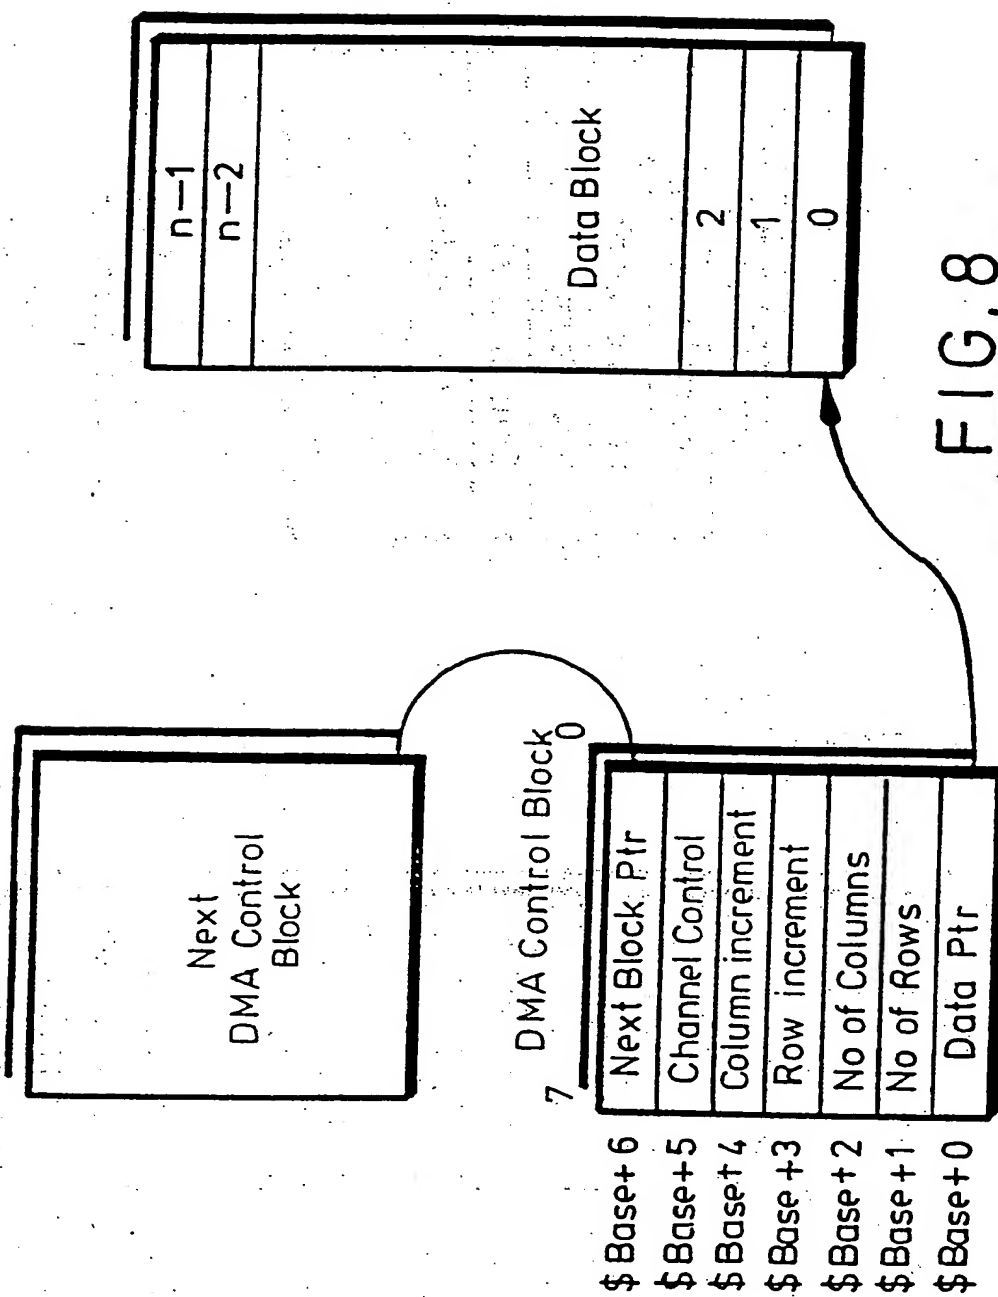 Next
DMA Control
Block
DMA Control Block
7 0
$Base+6 Next Block Ptr
$Base+5 Channel Control
$Base+4 Column increment
$Base+3 Row increment
$Base+2 No of Columns
$Base+1 No of Rows
$Base+0 Data Ptr
n—1
n—2
Data Block
2
1
0
FIG. 8